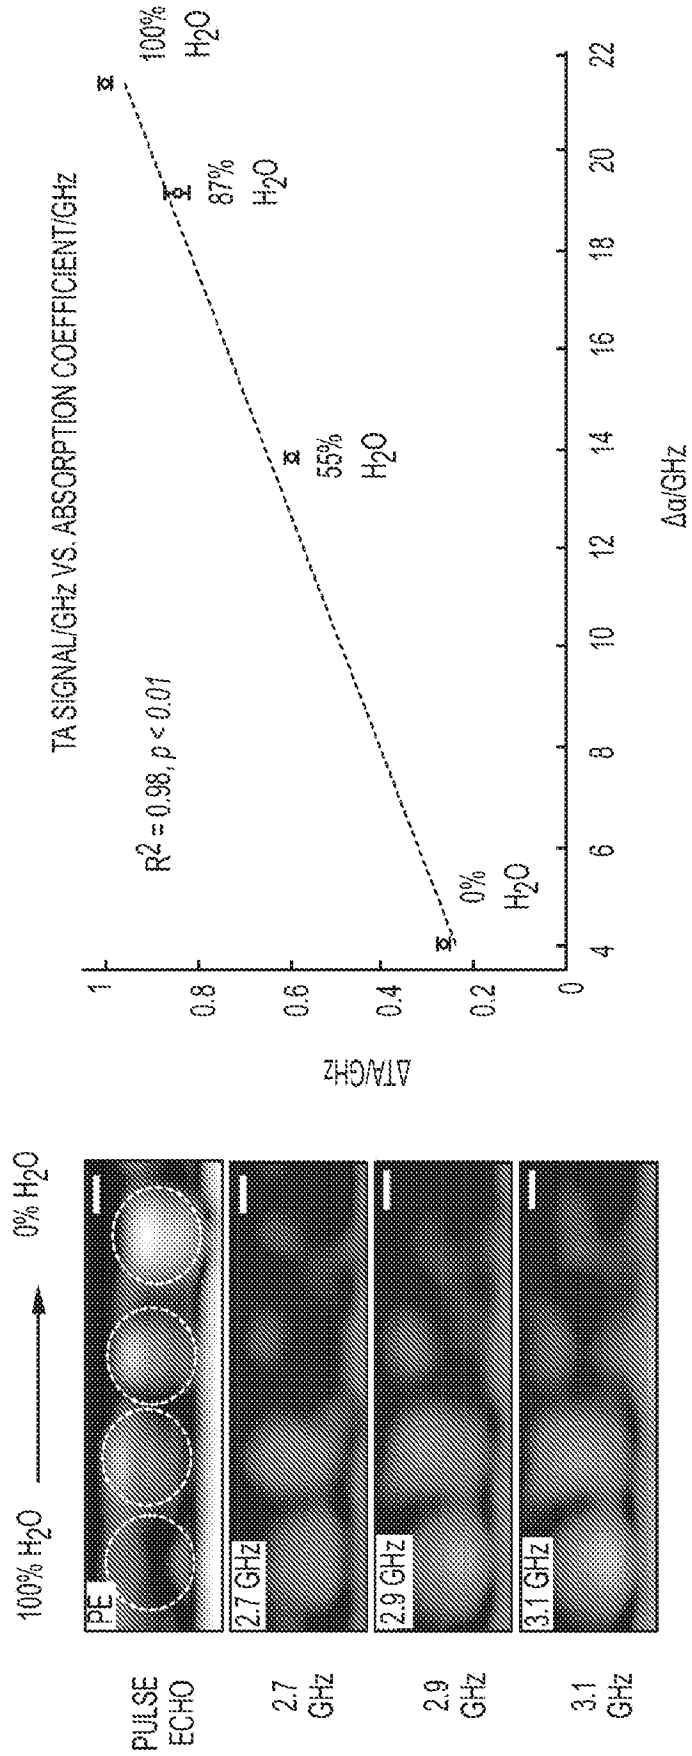 100% H2O
0% H2O
PULSE
ECHO
PE
2.7
GHz
2.7 GHz
2.9
GHz
2.9 GHz
3.1
GHz
3.1 GHz
TA SIGNAL/GHz VS. ABSORPTION COEFFICIENT/GHz
R2 = 0.98, p < 0.01
ΔTA/GHz
1
0.8
0.6
0.4
0.2
0
0%
H2O
55%
H2O
87%
H2O
100%
H2O
4
6
8
10
12
14
16
18
20
22
Δα/GHz